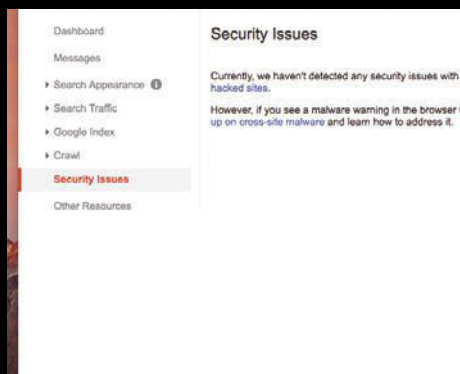 Dashboard
Messages
Search Appearance
Search Traffic
Google Index
Crawl
Security Issues
Other Resources
Security Issues
Currently, we haven't detected any security issues with
hacked sites.
However, if you see a malware warning in the browser
up on cross-site malware and learn how to address it.